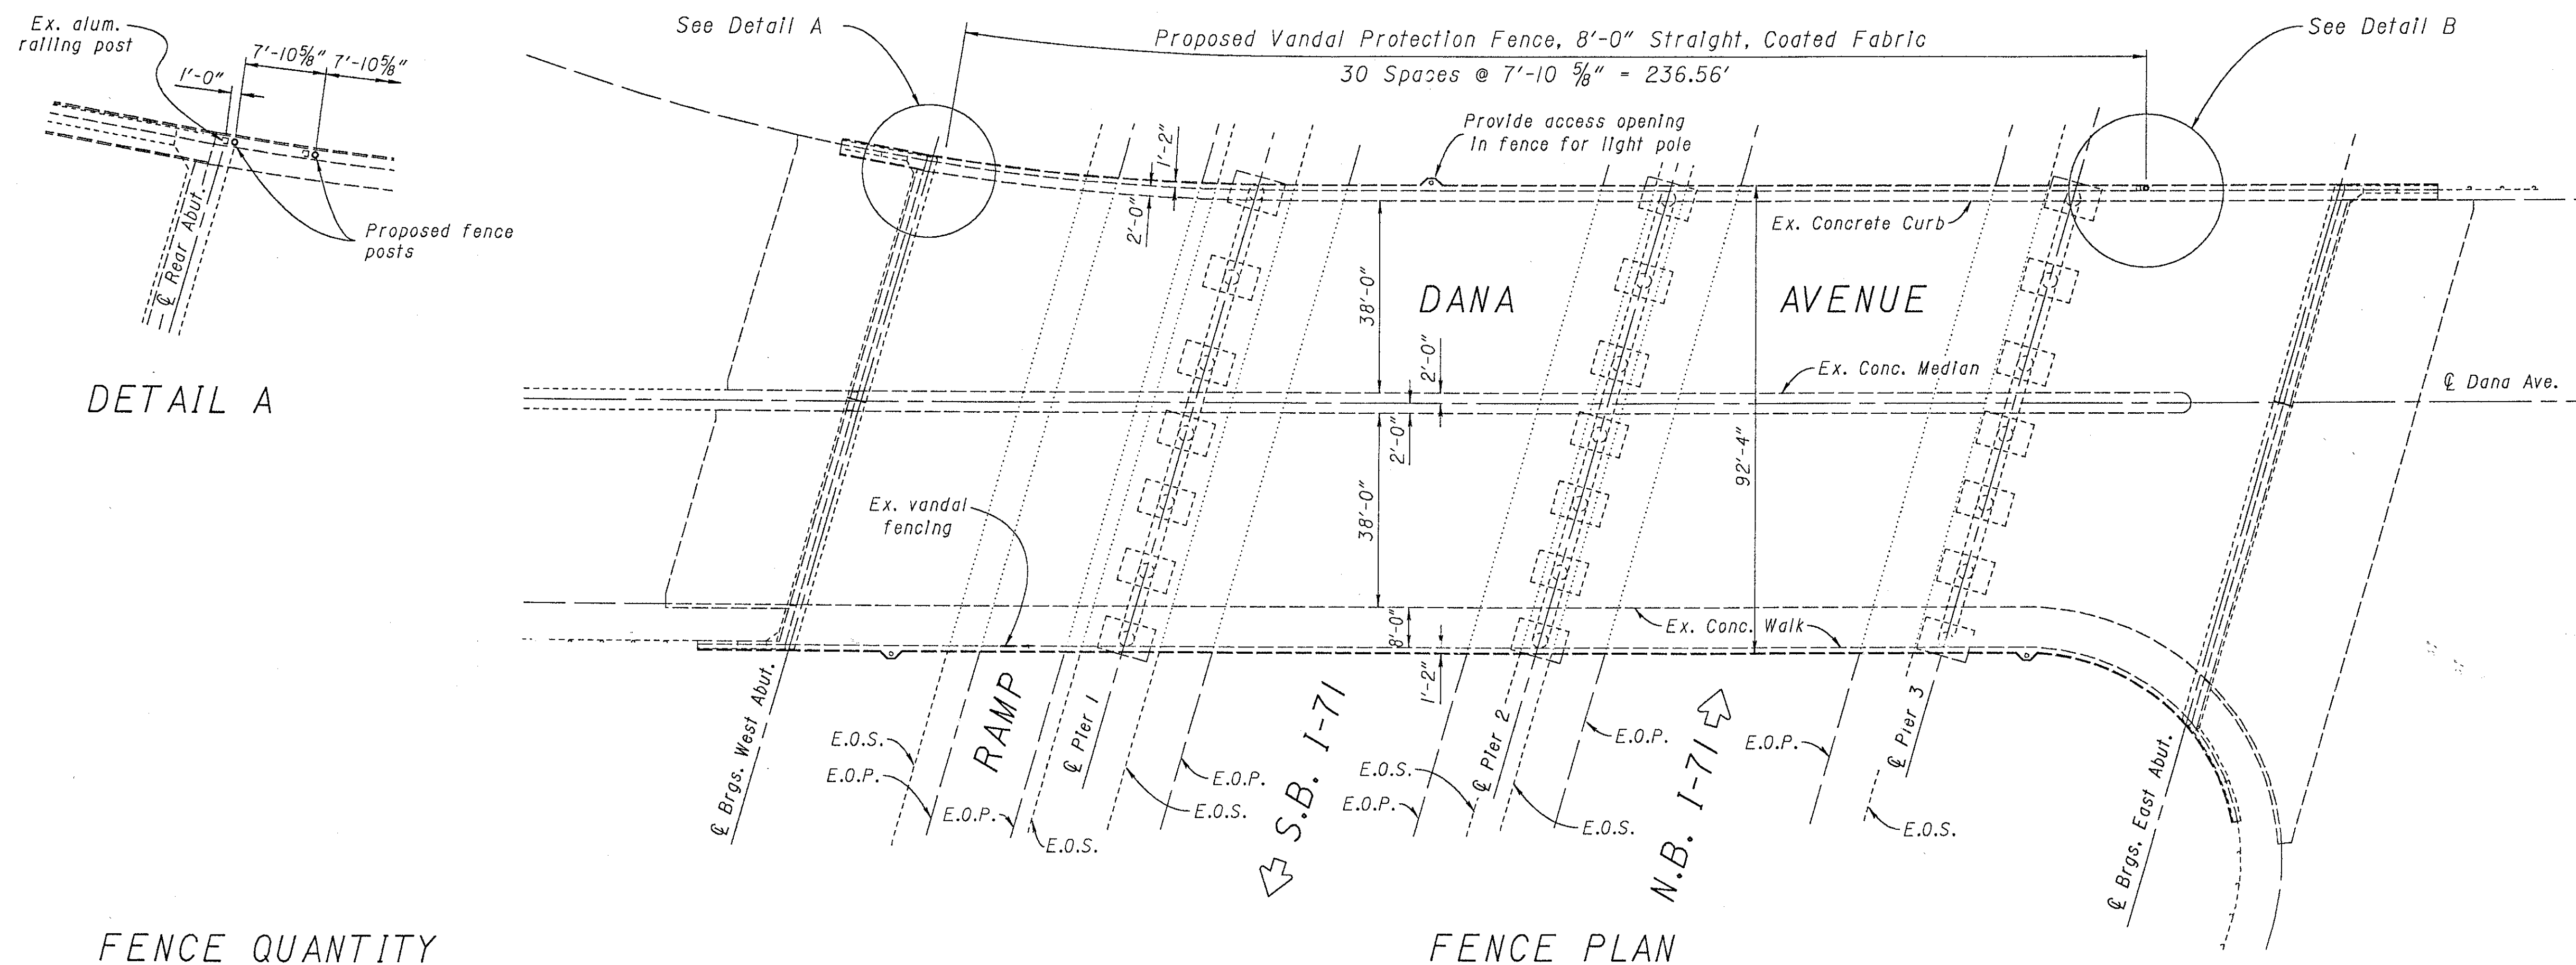 Ex. alum.
railing post
7'-10⅝"
7'-10⅝"
1'-0"
℄ Rear Abut.
Proposed fence
posts
DETAIL A
See Detail A
Proposed Vandal Protection Fence, 8'-0" Straight, Coated Fabric
30 Spaces @ 7'-10 ⅝" = 236.56'
See Detail B
Provide access opening
in fence for light pole
1'-2"
2'-0"
Ex. Concrete Curb
38'-0"
DANA AVENUE
2'-0"
Ex. Conc. Median
℄ Dana Ave.
2'-0"
92'-4"
Ex. vandal
fencing
38'-0"
8'-0"
Ex. Conc. Walk
1'-2"
℄ Brgs. West Abut.
E.O.S.
E.O.P.
RAMP
E.O.P.
E.O.S.
℄ Pier 1
E.O.P.
E.O.S.
S.B. I-71
E.O.S.
E.O.P.
℄ Pier 2
E.O.P.
E.O.S.
N.B. I-71
E.O.P.
℄ Pier 3
E.O.S.
℄ Brgs. East Abut.
FENCE QUANTITY
FENCE PLAN